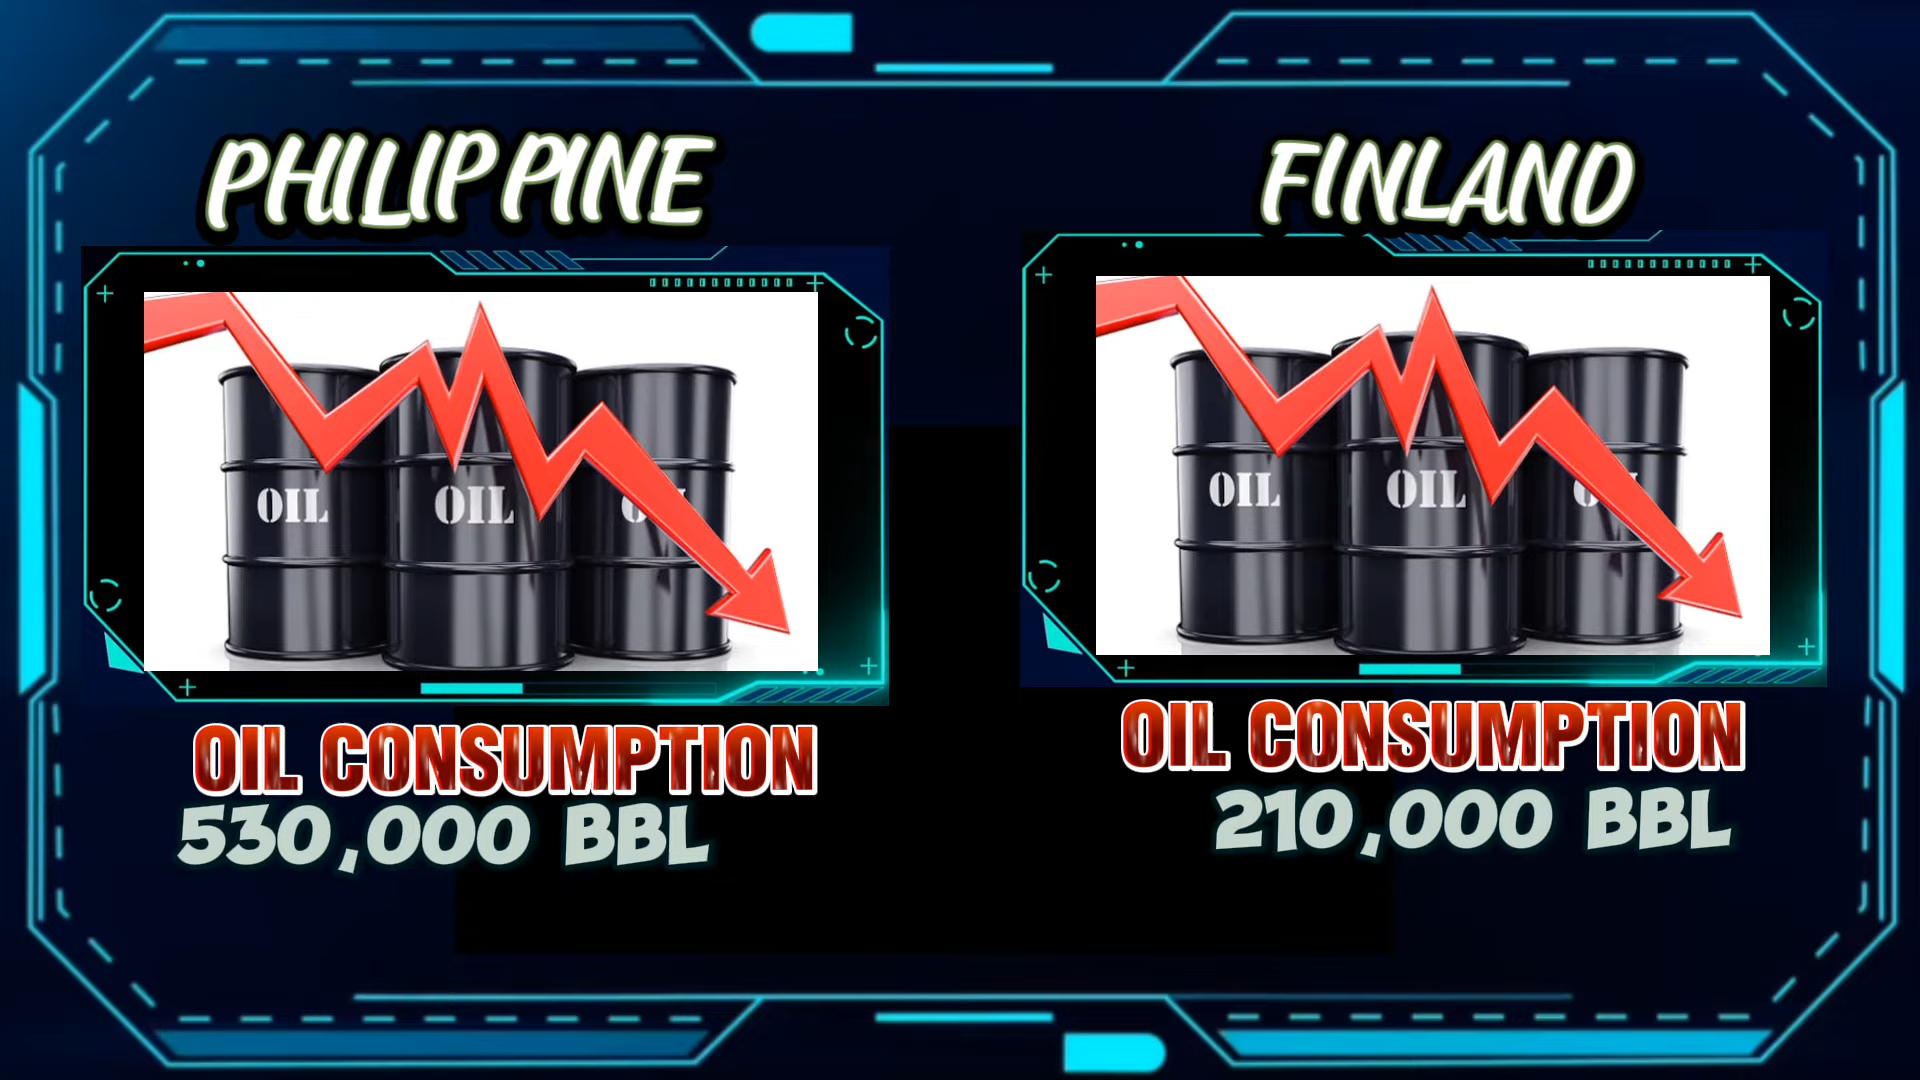 PHILIPPINE
OIL OIL
OIL CONSUMPTION
530,000 BBL
FINLAND
OIL OIL
OIL CONSUMPTION
210,000 BBL